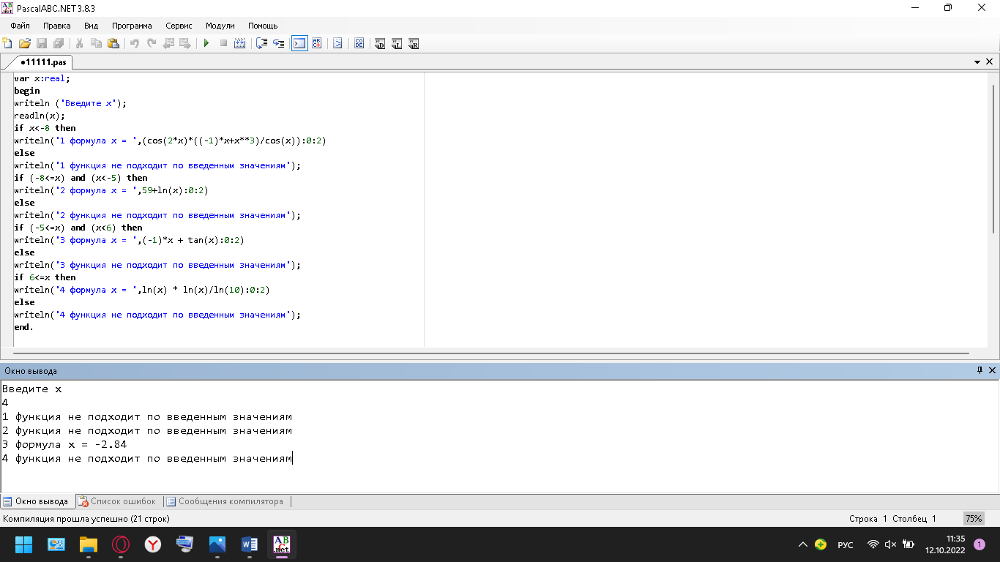 PascalABC.NET 3.8.3
Файл Правка Вид Программа Сервис Модули Помощь
•11111.pas
var x:real;
begin
writeln ('Введите x');
readln(x);
if x<-8 then
writeln('1 формула x = ',(cos(2*x)*((-1)*x+x**3)/cos(x)):0:2)
else
writeln('1 функция не подходит по введенным значениям');
if (-8<=x) and (x<-5) then
writeln('2 формула x = ',59+ln(x):0:2)
else
writeln('2 функция не подходит по введенным значениям');
if (-5<=x) and (x<6) then
writeln('3 формула x = ',(-1)*x + tan(x):0:2)
else
writeln('3 функция не подходит по введенным значениям');
if 6<=x then
writeln('4 формула x = ',ln(x) * ln(x)/ln(10):0:2)
else
writeln('4 функция не подходит по введенным значениям');
end.
Окно вывода
Введите x
4
1 функция не подходит по введенным значениям
2 функция не подходит по введенным значениям
3 формула x = -2.84
4 функция не подходит по введенным значениям
Окно вывода Список ошибок Сообщения компилятора
Компиляция прошла успешно (21 строк) Строка 1 Столбец 1 75%
РУС 11:35
12.10.2022 1